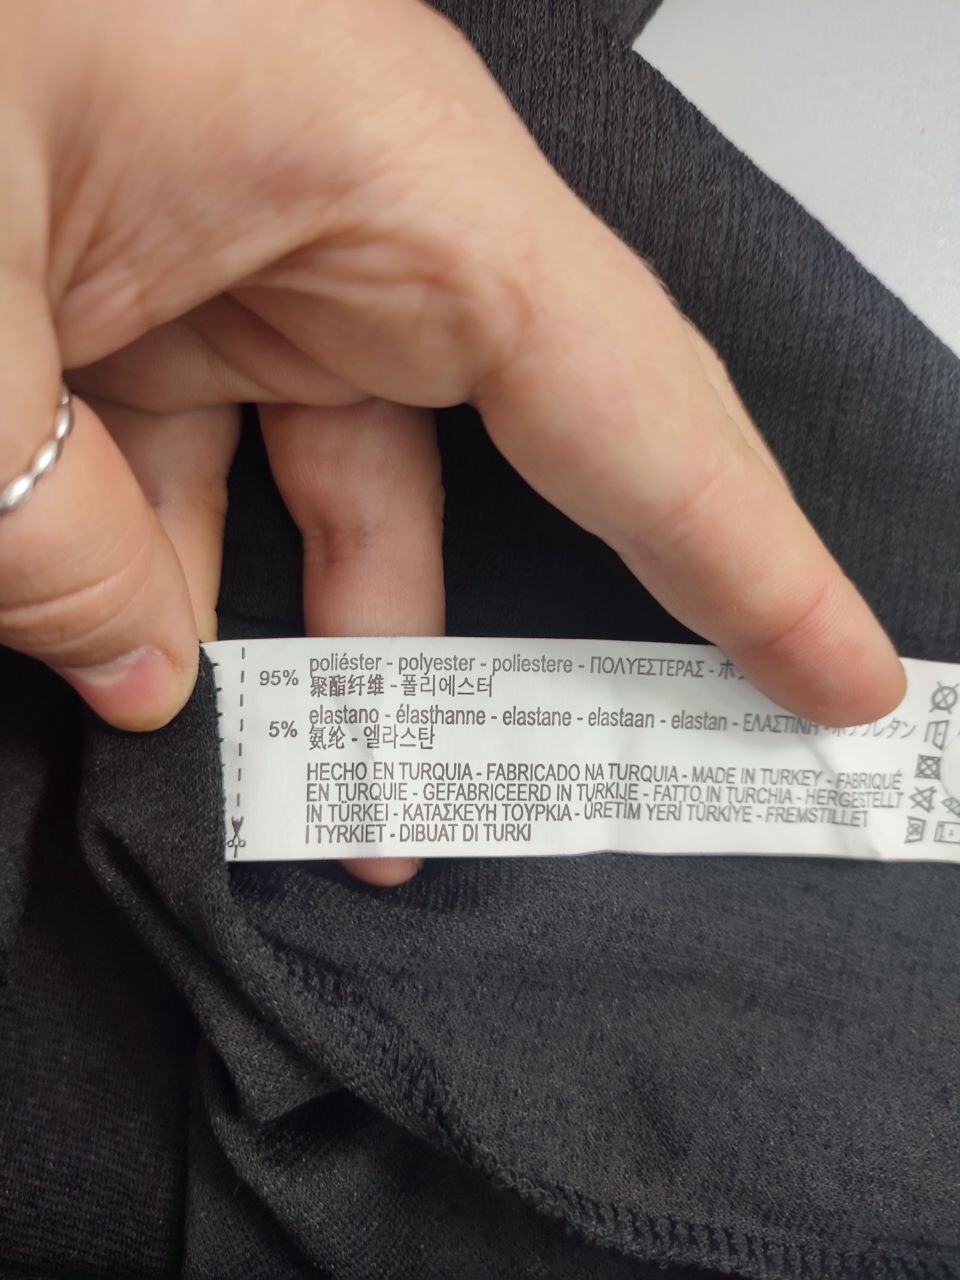 95% poliéster - polyester - poliestere - ΠΟΛΥΕΣΤΕΡΑΣ -
聚酯纤维 - 폴리에스터
5% elastano - élasthanne - elastane - elastaan - elastan - ΕΛΑΣΤΙΝΗ -
氨纶 - 엘라스탄
HECHO EN TURQUIA - FABRICADO NA TURQUIA - MADE IN TURKEY - FABRIQUÉ
EN TURQUIE - GEFABRICEERD IN TURKIJE - FATTO IN TURCHIA - HERGESTELLT
IN TÜRKEI - ΚΑΤΑΣΚΕΥΗ ΤΟΥΡΚΙΑ - ÜRETİM YERİ TÜRKİYE - FREMSTILLET
I TYRKIET - DIBUAT DI TURKI